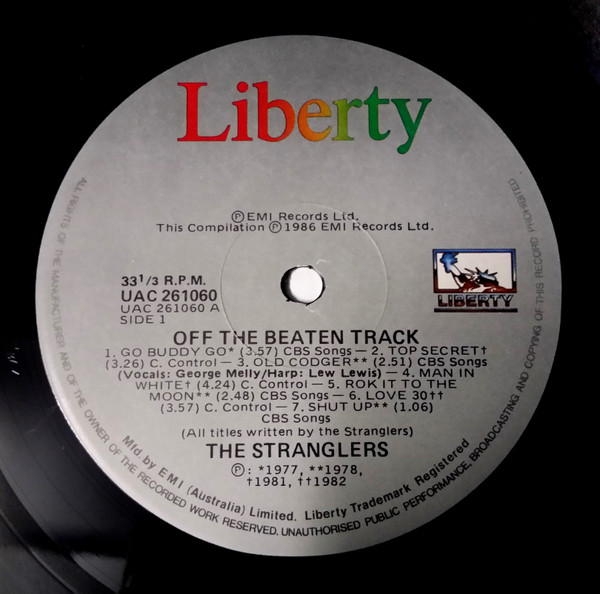 Liberty
Ⓟ EMI Records Ltd.
This Compilation Ⓟ 1986 EMI Records Ltd.
33 1/3 R.P.M.
UAC 261060
UAC 261060 A
SIDE 1
LIBERTY
OFF THE BEATEN TRACK
1. GO BUDDY GO* (3.57) CBS Songs — 2. TOP SECRET†
(3.26) C. Control — 3. OLD CODGER** (2.51) CBS Songs
(Vocals: George Melly/Harp: Lew Lewis) — 4. MAN IN
WHITE† (4.24) C. Control — 5. ROK IT TO THE
MOON** (2.48) CBS Songs — 6. LOVE 30††
(3.57) C. Control — 7. SHUT UP** (1.06)
CBS Songs
(All titles written by the Stranglers)
THE STRANGLERS
Ⓟ: *1977, **1978,
†1981, ††1982
Mfd by EMI (Australia) Limited. Liberty Trademark Registered
ALL RIGHTS OF THE MANUFACTURER AND OF THE OWNER OF THE RECORDED WORK RESERVED. UNAUTHORISED PUBLIC PERFORMANCE, BROADCASTING AND COPYING OF THIS RECORD PROHIBITED